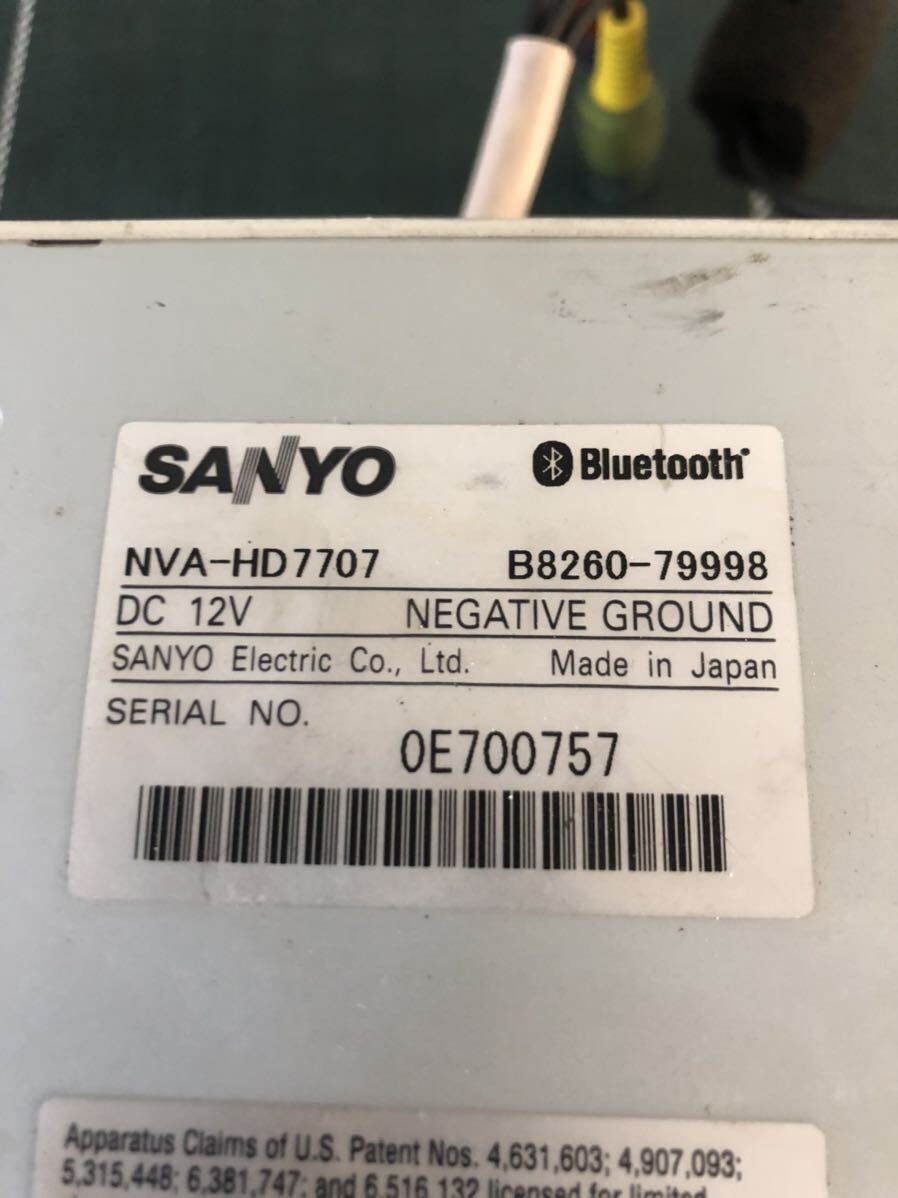 SANYO Bluetooth
NVA-HD7707 B8260-79998
DC 12V NEGATIVE GROUND
SANYO Electric Co., Ltd. Made in Japan
SERIAL NO.
0E700757
Apparatus Claims of U.S. Patent Nos. 4,631,603; 4,907,093;
5,315,448; 6,381,747; and 6,516,132 licensed for limited